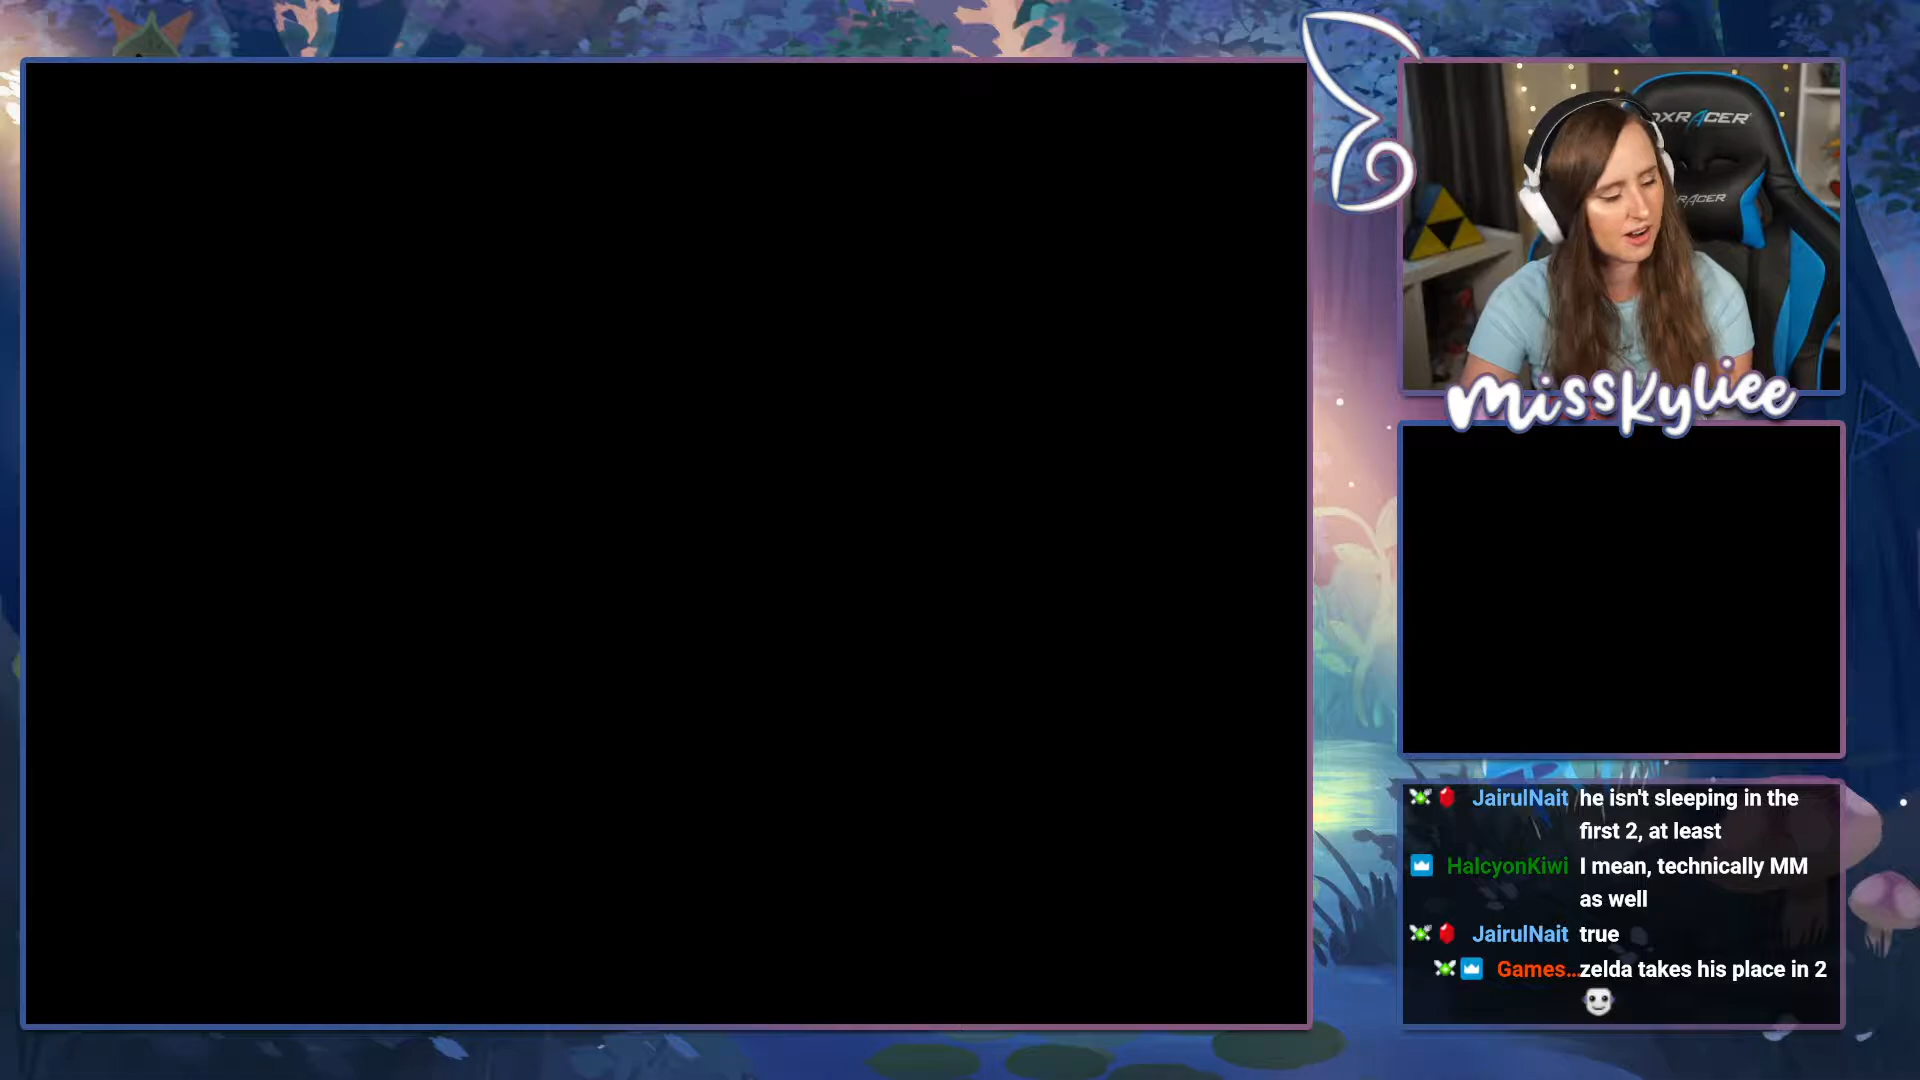 DXRACER
RACER
missKyliee
JairulNait he isn't sleeping in the
first 2, at least
HalcyonKiwi I mean, technically MM
as well
JairulNait true
Games… zelda takes his place in 2